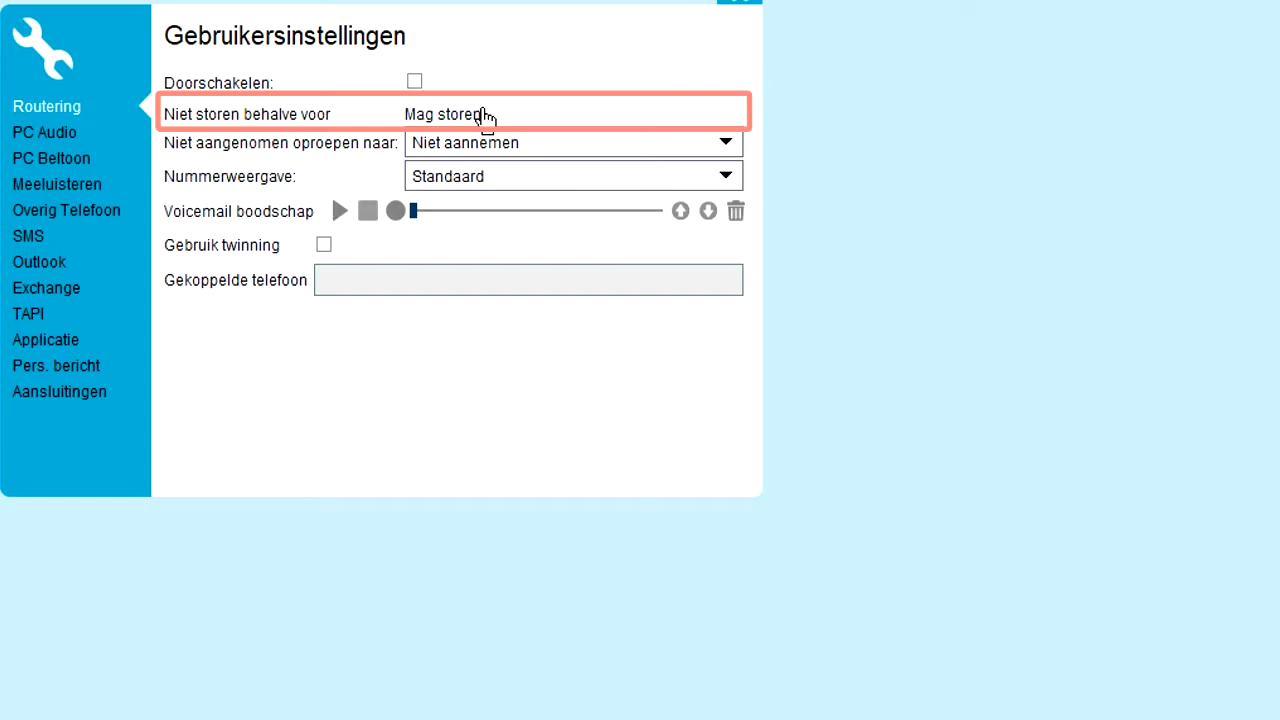 Gebruikersinstellingen
Routering
PC Audio
PC Beltoon
Meeluisteren
Overig Telefoon
SMS
Outlook
Exchange
TAPI
Applicatie
Pers. bericht
Aansluitingen
Doorschakelen:
Niet storen behalve voor Mag storen
Niet aangenomen oproepen naar: Niet aannemen
Nummerweergave: Standaard
Voicemail boodschap
Gebruik twinning
Gekoppelde telefoon